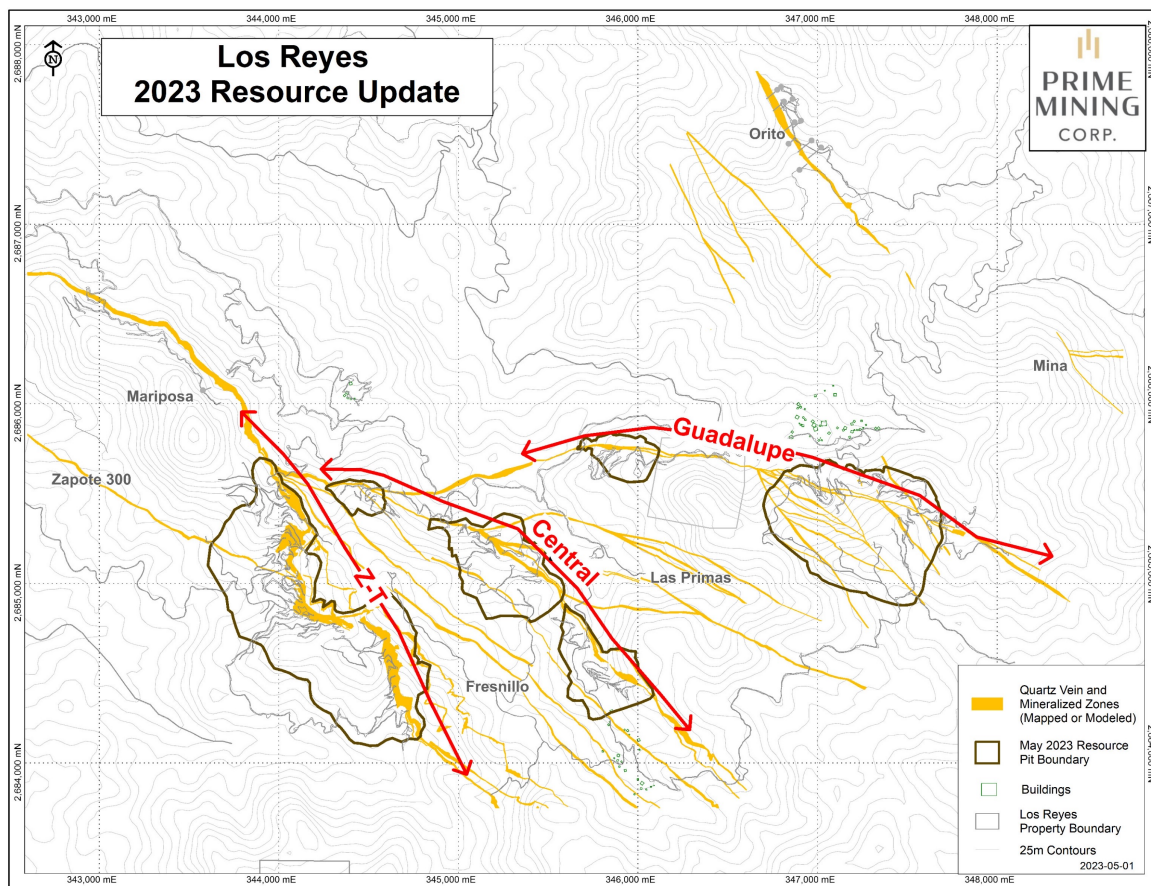 343,000 mE
344,000 mE
345,000 mE
346,000 mE
347,000 mE
348,000 mE
2,688,000 mN
2,687,000 mN
2,686,000 mN
2,685,000 mN
2,684,000 mN
N
Los Reyes
2023 Resource Update
PRIME
MINING
CORP.
Orito
Mina
Mariposa
Guadalupe
Zapote 300
Central
Las Primas
Z-T
Fresnillo
Quartz Vein and
Mineralized Zones
(Mapped or Modeled)
May 2023 Resource
Pit Boundary
Buildings
Los Reyes
Property Boundary
25m Contours
2023-05-01
343,000 mE
344,000 mE
345,000 mE
346,000 mE
347,000 mE
348,000 mE